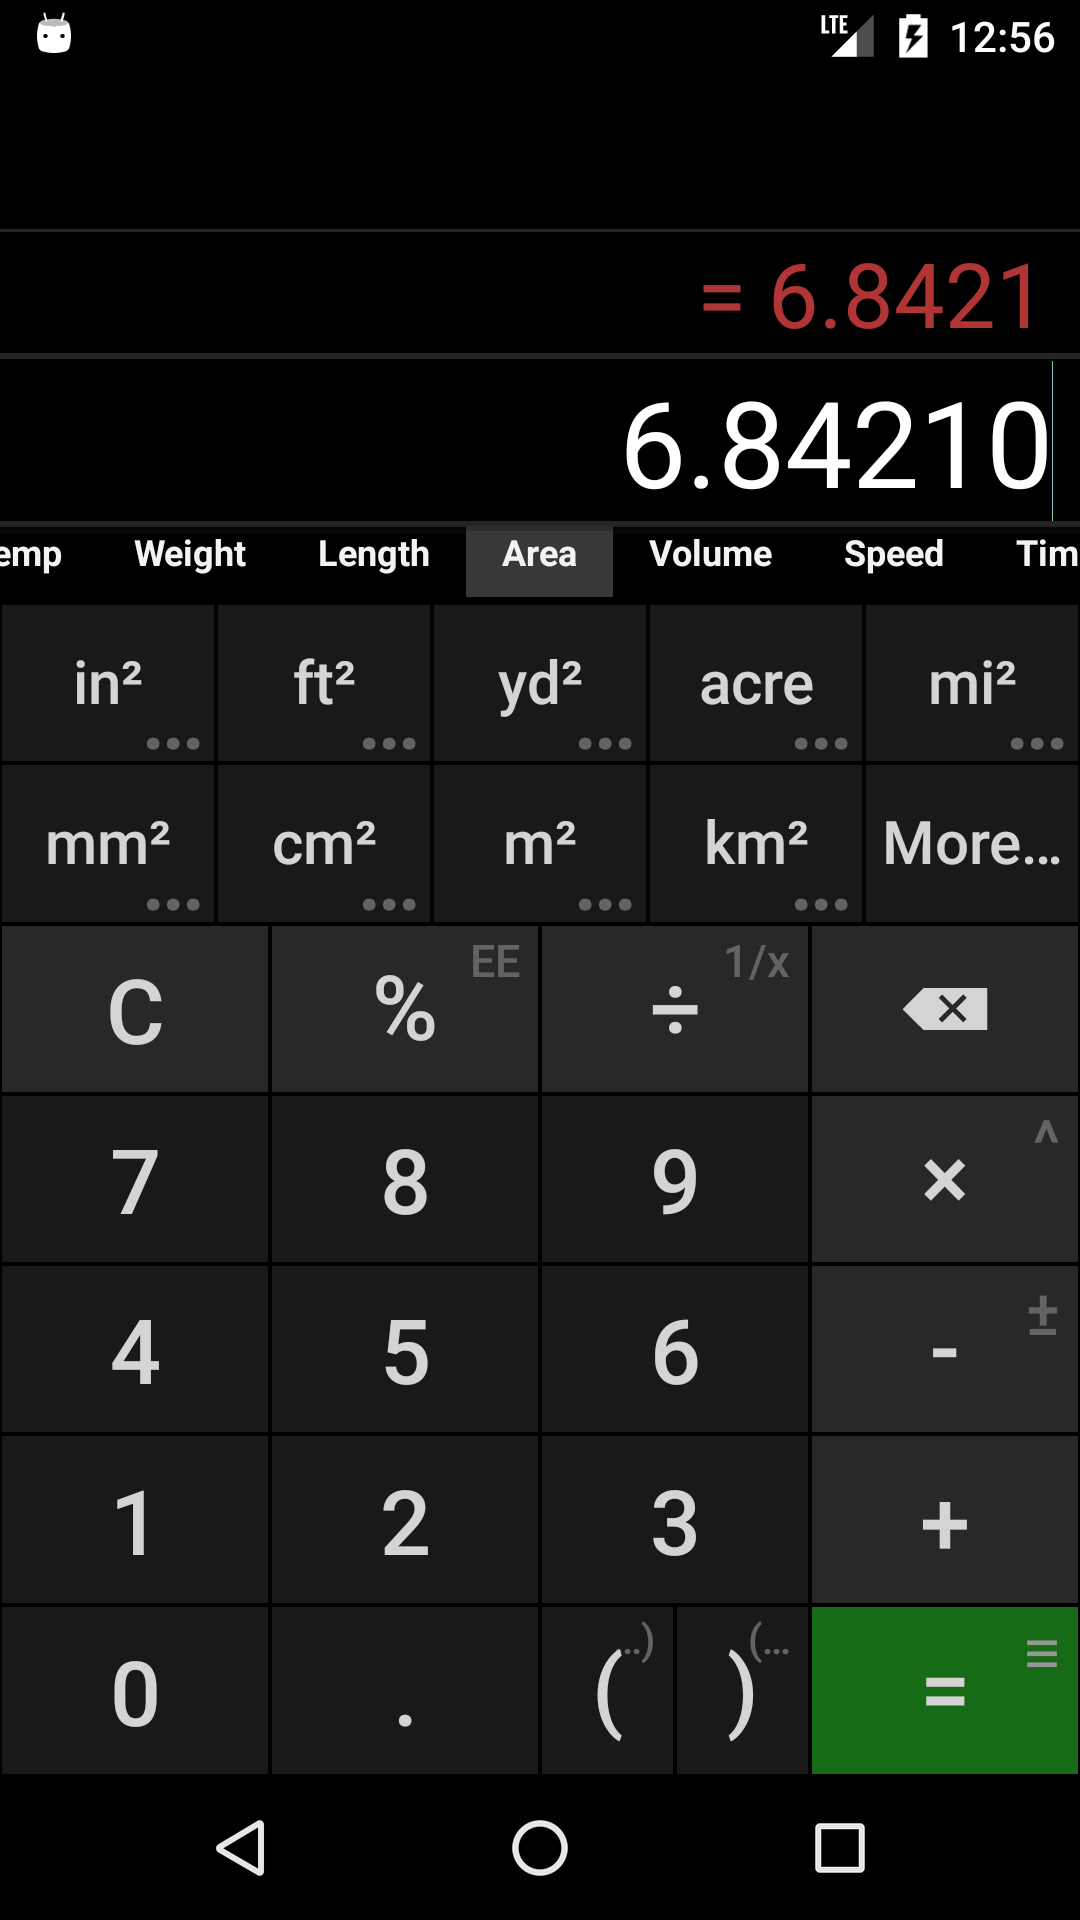 LTE 12:56
= 6.8421
6.84210
emp Weight Length Area Volume Speed Tim
in² ft² yd² acre mi²
... ... ... ... ...
mm² cm² m² km² More...
... ... ... ...
C % EE ÷ 1/x
7 8 9 × ^
4 5 6 - ±
1 2 3 +
0 . ( ..) ) (... =